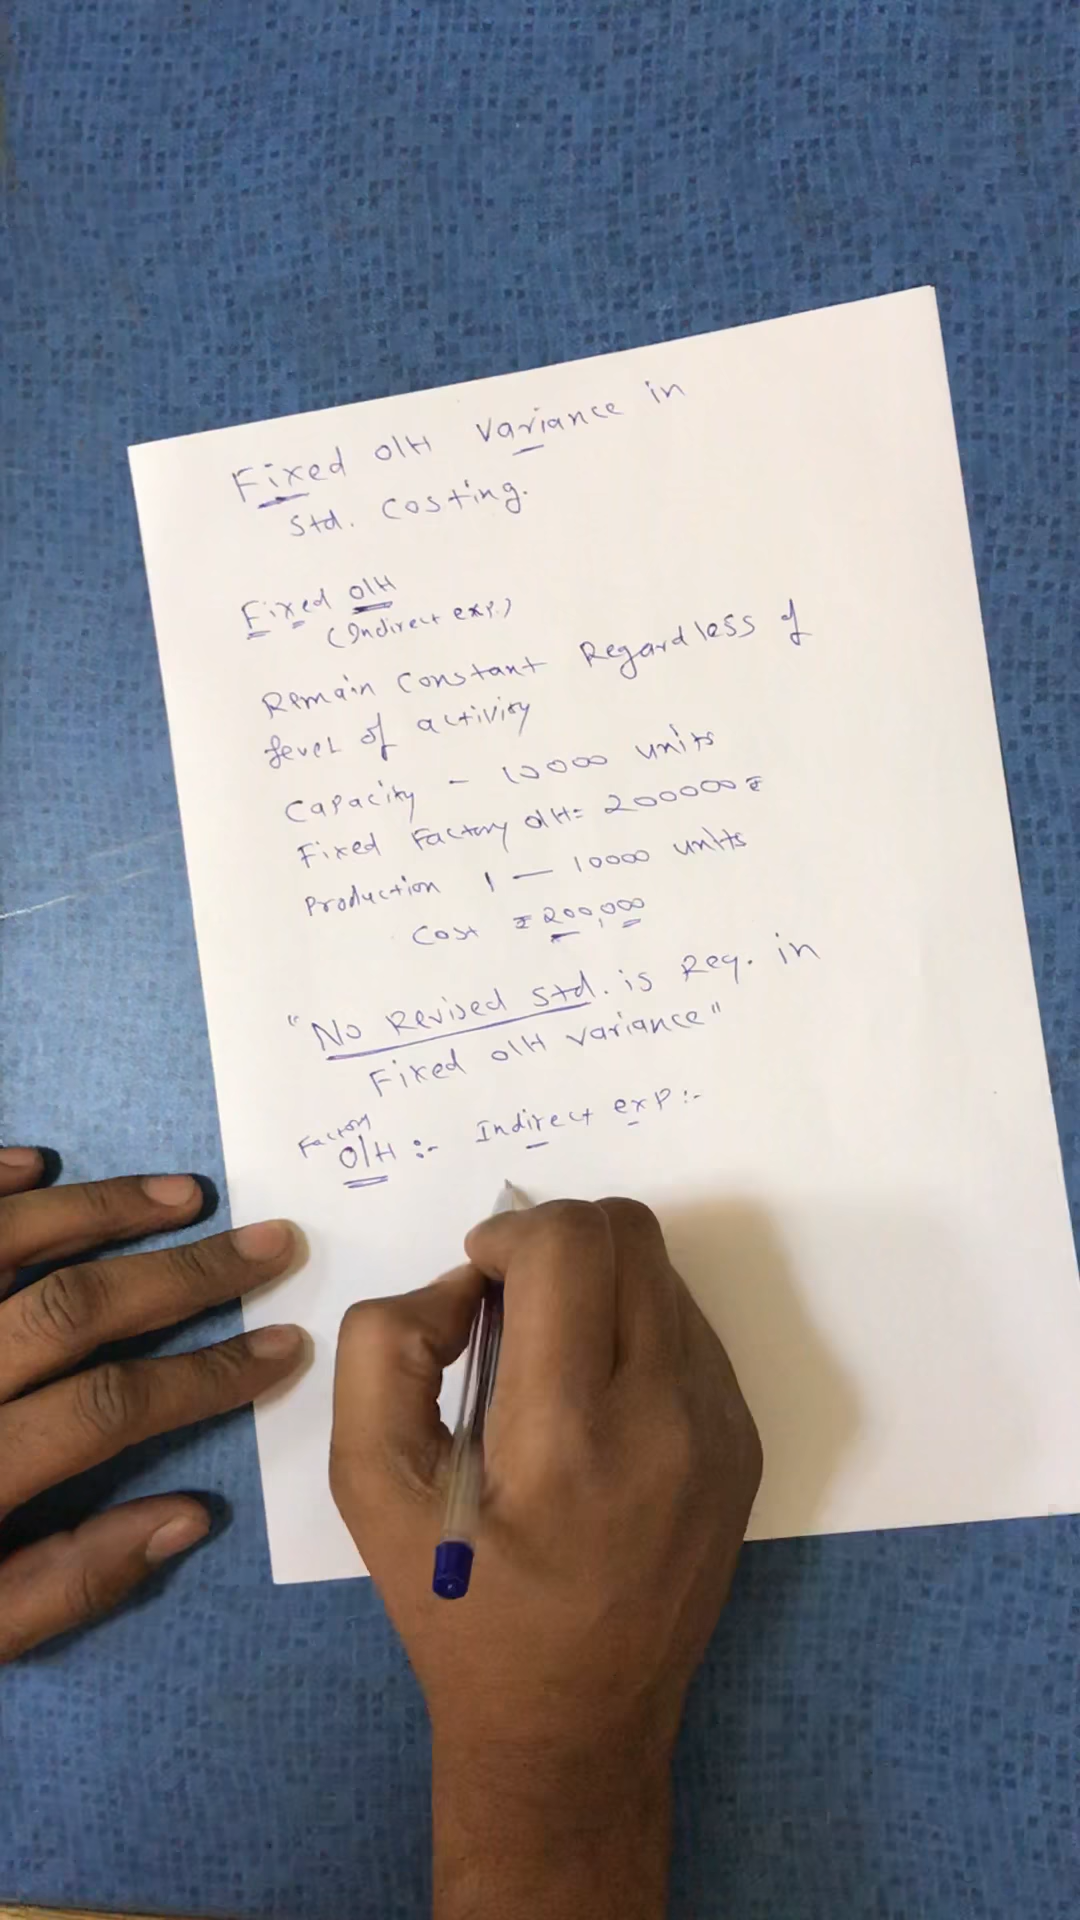 Fixed O/H Variance in
Std. Costing.
Fixed O/H
(Indirect exp.)
Remain Constant Regardless of
level of activity
Capacity - 10000 units
Fixed Factory O/H = 200000 ₹
Production 1 — 10000 units
Cost ₹ 200,000
"No Revised Std. is Req. in
Fixed O/H Variance"
Factory
O/H :- Indirect exp :-